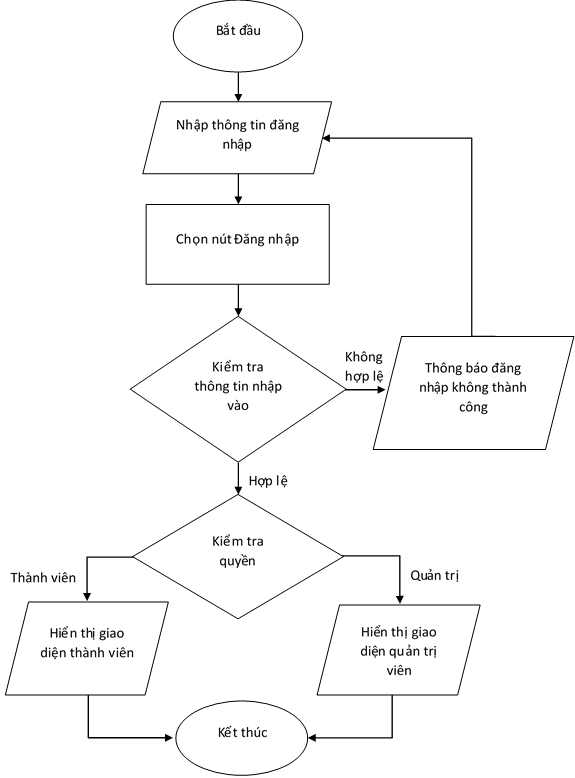 Bắt đầu
Nhập thông tin đăng
nhập
Chọn nút Đăng nhập
Kiểm tra
thông tin nhập
vào
Không
hợp lệ
Thông báo đăng
nhập không thành
công
Hợp lệ
Kiểm tra
quyền
Thành viên
Quản trị
Hiển thị giao
diện thành viên
Hiển thị giao
diện quản trị
viên
Kết thúc